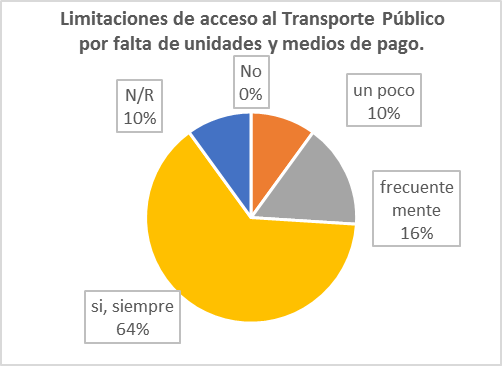 Limitaciones de acceso al Transporte Público
por falta de unidades y medios de pago.
No
0%
un poco
10%
frecuente
mente
16%
si, siempre
64%
N/R
10%